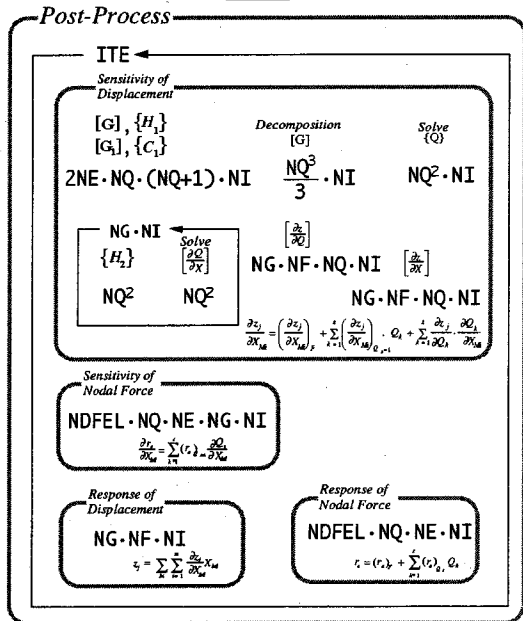 Post-Process
ITE
Sensitivity of
Displacement
[G], {H₁}
[G₁], {C₁}
2NE·NQ·(NQ+1)·NI
Decomposition
[G]
NQ³/3 · NI
Solve
{Q}
NQ²·NI
NG·NI
{H₂}
Solve
[∂Q/∂X]
NQ² NQ²
[∂z/∂Q]
NG·NF·NQ·NI
[∂z/∂X]
NG·NF·NQ·NI
Sensitivity of
Nodal Force
NDFEL·NQ·NE·NG·NI
Response of
Displacement
NG·NF·NI
Response of
Nodal Force
NDFEL·NQ·NE·NI